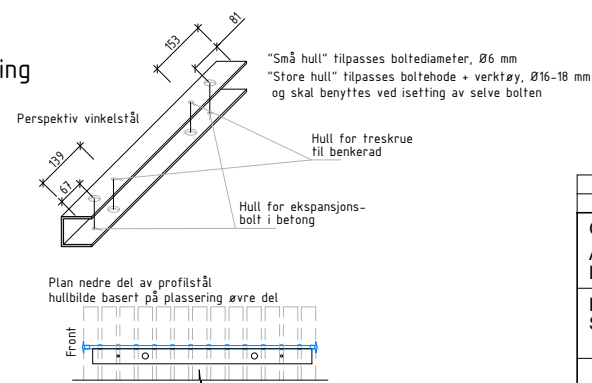 ing
81
153
"Små hull" tilpasses boltediameter, Ø6 mm
"Store hull" tilpasses boltehode + verktøy, Ø16-18 mm
og skal benyttes ved isetting av selve bolten
Perspektiv vinkelstål
139
67
Hull for treskrue
til benkerad
Hull for ekspansjons-
bolt i betong
Plan nedre del av profilstål
hullbilde basert på plassering øvre del
Front